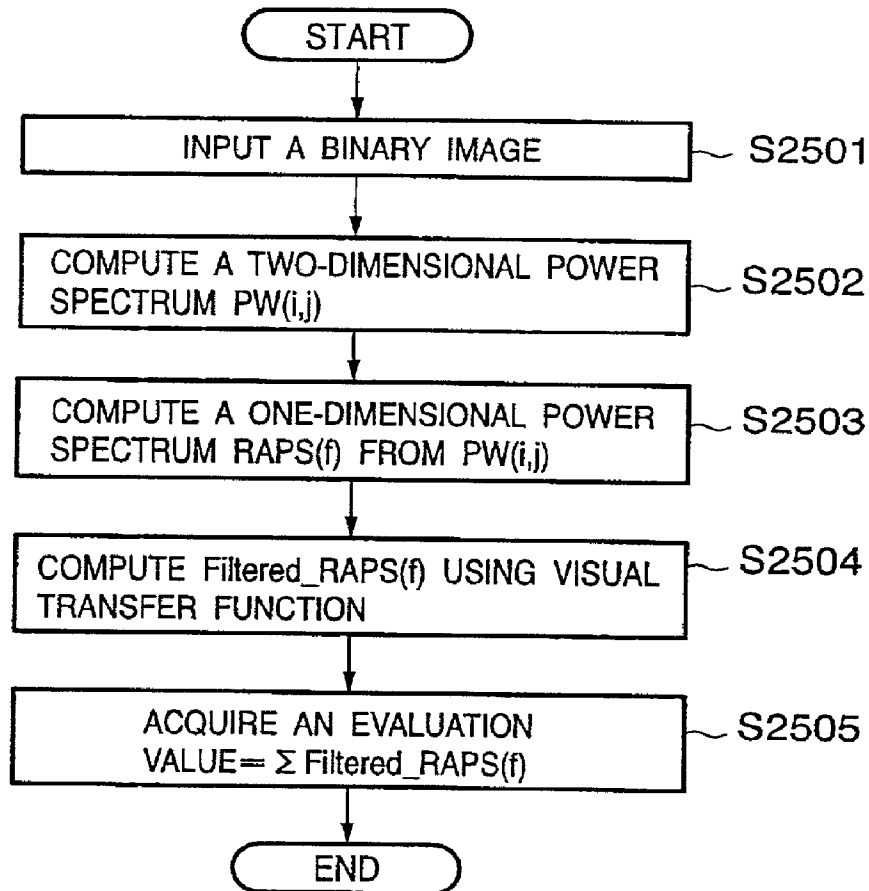 START
INPUT A BINARY IMAGE
S2501
COMPUTE A TWO-DIMENSIONAL POWER
SPECTRUM PW(i,j)
S2502
COMPUTE A ONE-DIMENSIONAL POWER
SPECTRUM RAPS(f) FROM PW(i,j)
S2503
COMPUTE Filtered_RAPS(f) USING VISUAL
TRANSFER FUNCTION
S2504
ACQUIRE AN EVALUATION
VALUE= Σ Filtered_RAPS(f)
S2505
END